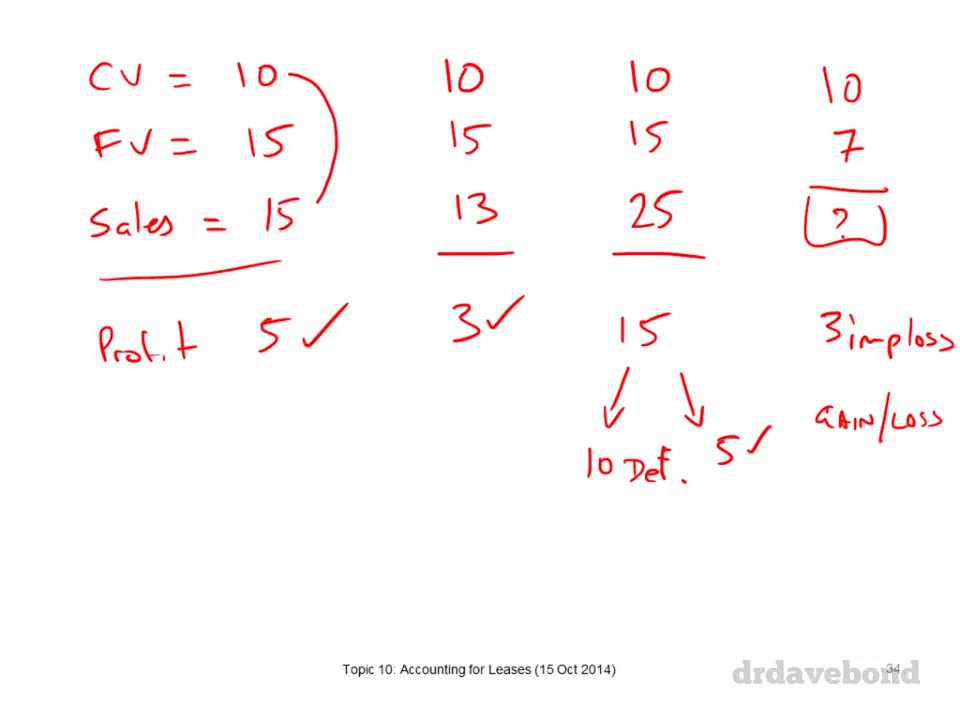 CV = 10 10 10 10
FV = 15 15 15 7
Sales = 15 13 25 ?
Profit 5 ✓ 3 ✓ 15 3 imp loss
GAIN/LOSS
10 Def. 5 ✓
Topic 10: Accounting for Leases (15 Oct 2014) 34
drdavebond